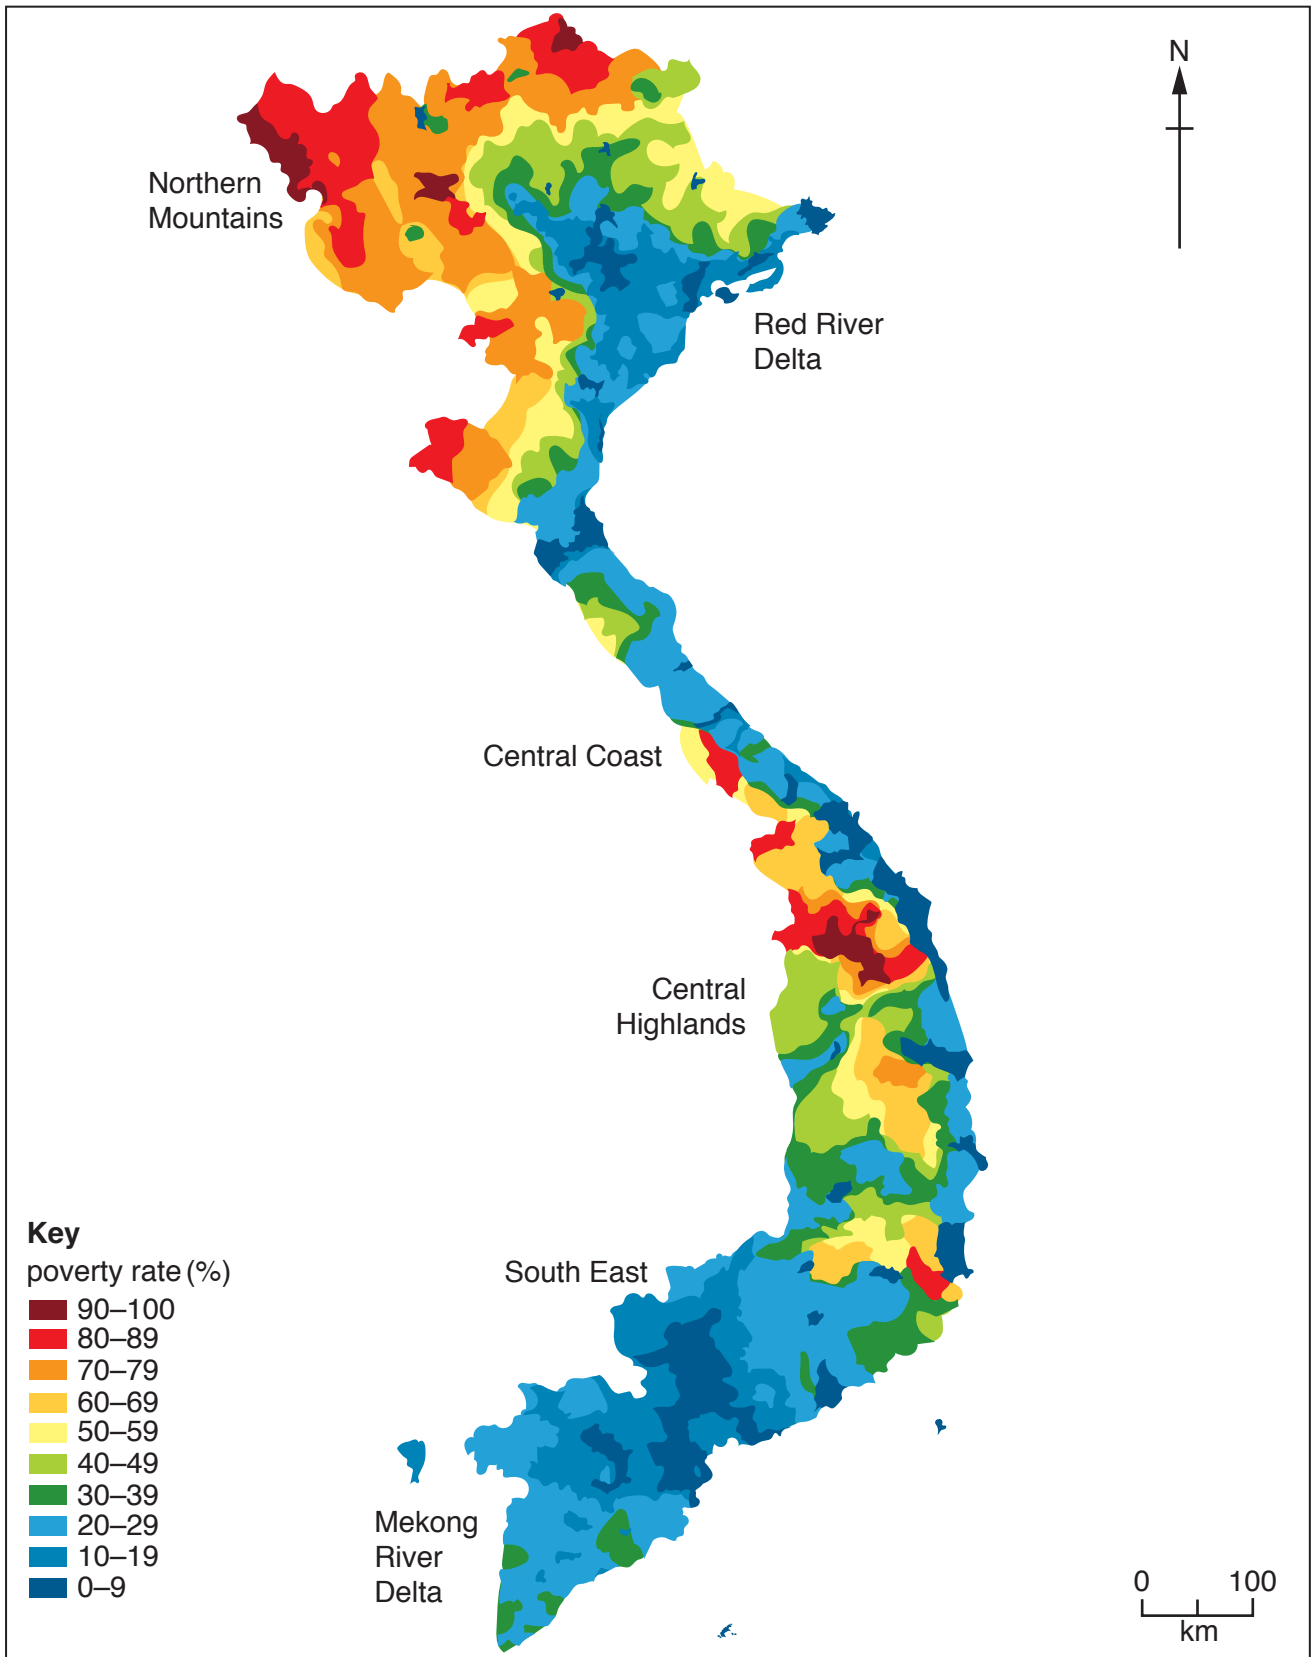 N
Northern
Mountains
Red River
Delta
Central Coast
Central
Highlands
South East
Mekong
River
Delta
Key
poverty rate (%)
90–100
80–89
70–79
60–69
50–59
40–49
30–39
20–29
10–19
0–9
0 100
km